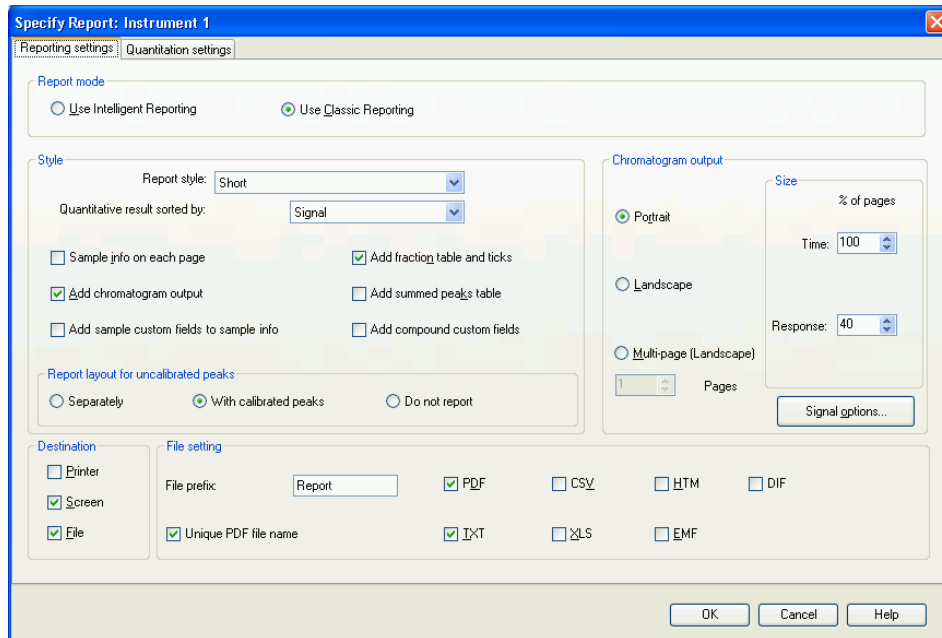 Specify Report: Instrument 1
Reporting settings
Quantitation settings
Report mode
Use Intelligent Reporting
Use Classic Reporting
Style
Report style:
Short
Quantitative result sorted by:
Signal
Sample info on each page
Add fraction table and ticks
Add chromatogram output
Add summed peaks table
Add sample custom fields to sample info
Add compound custom fields
Report layout for uncalibrated peaks
Separately
With calibrated peaks
Do not report
Chromatogram output
Portrait
Landscape
Multi-page (Landscape)
1
Pages
Size
% of pages
Time:
100
Response:
40
Signal options...
Destination
Printer
Screen
File
File setting
File prefix:
Report
PDF
CSV
HTM
DIF
Unique PDF file name
TXT
XLS
EMF
OK
Cancel
Help